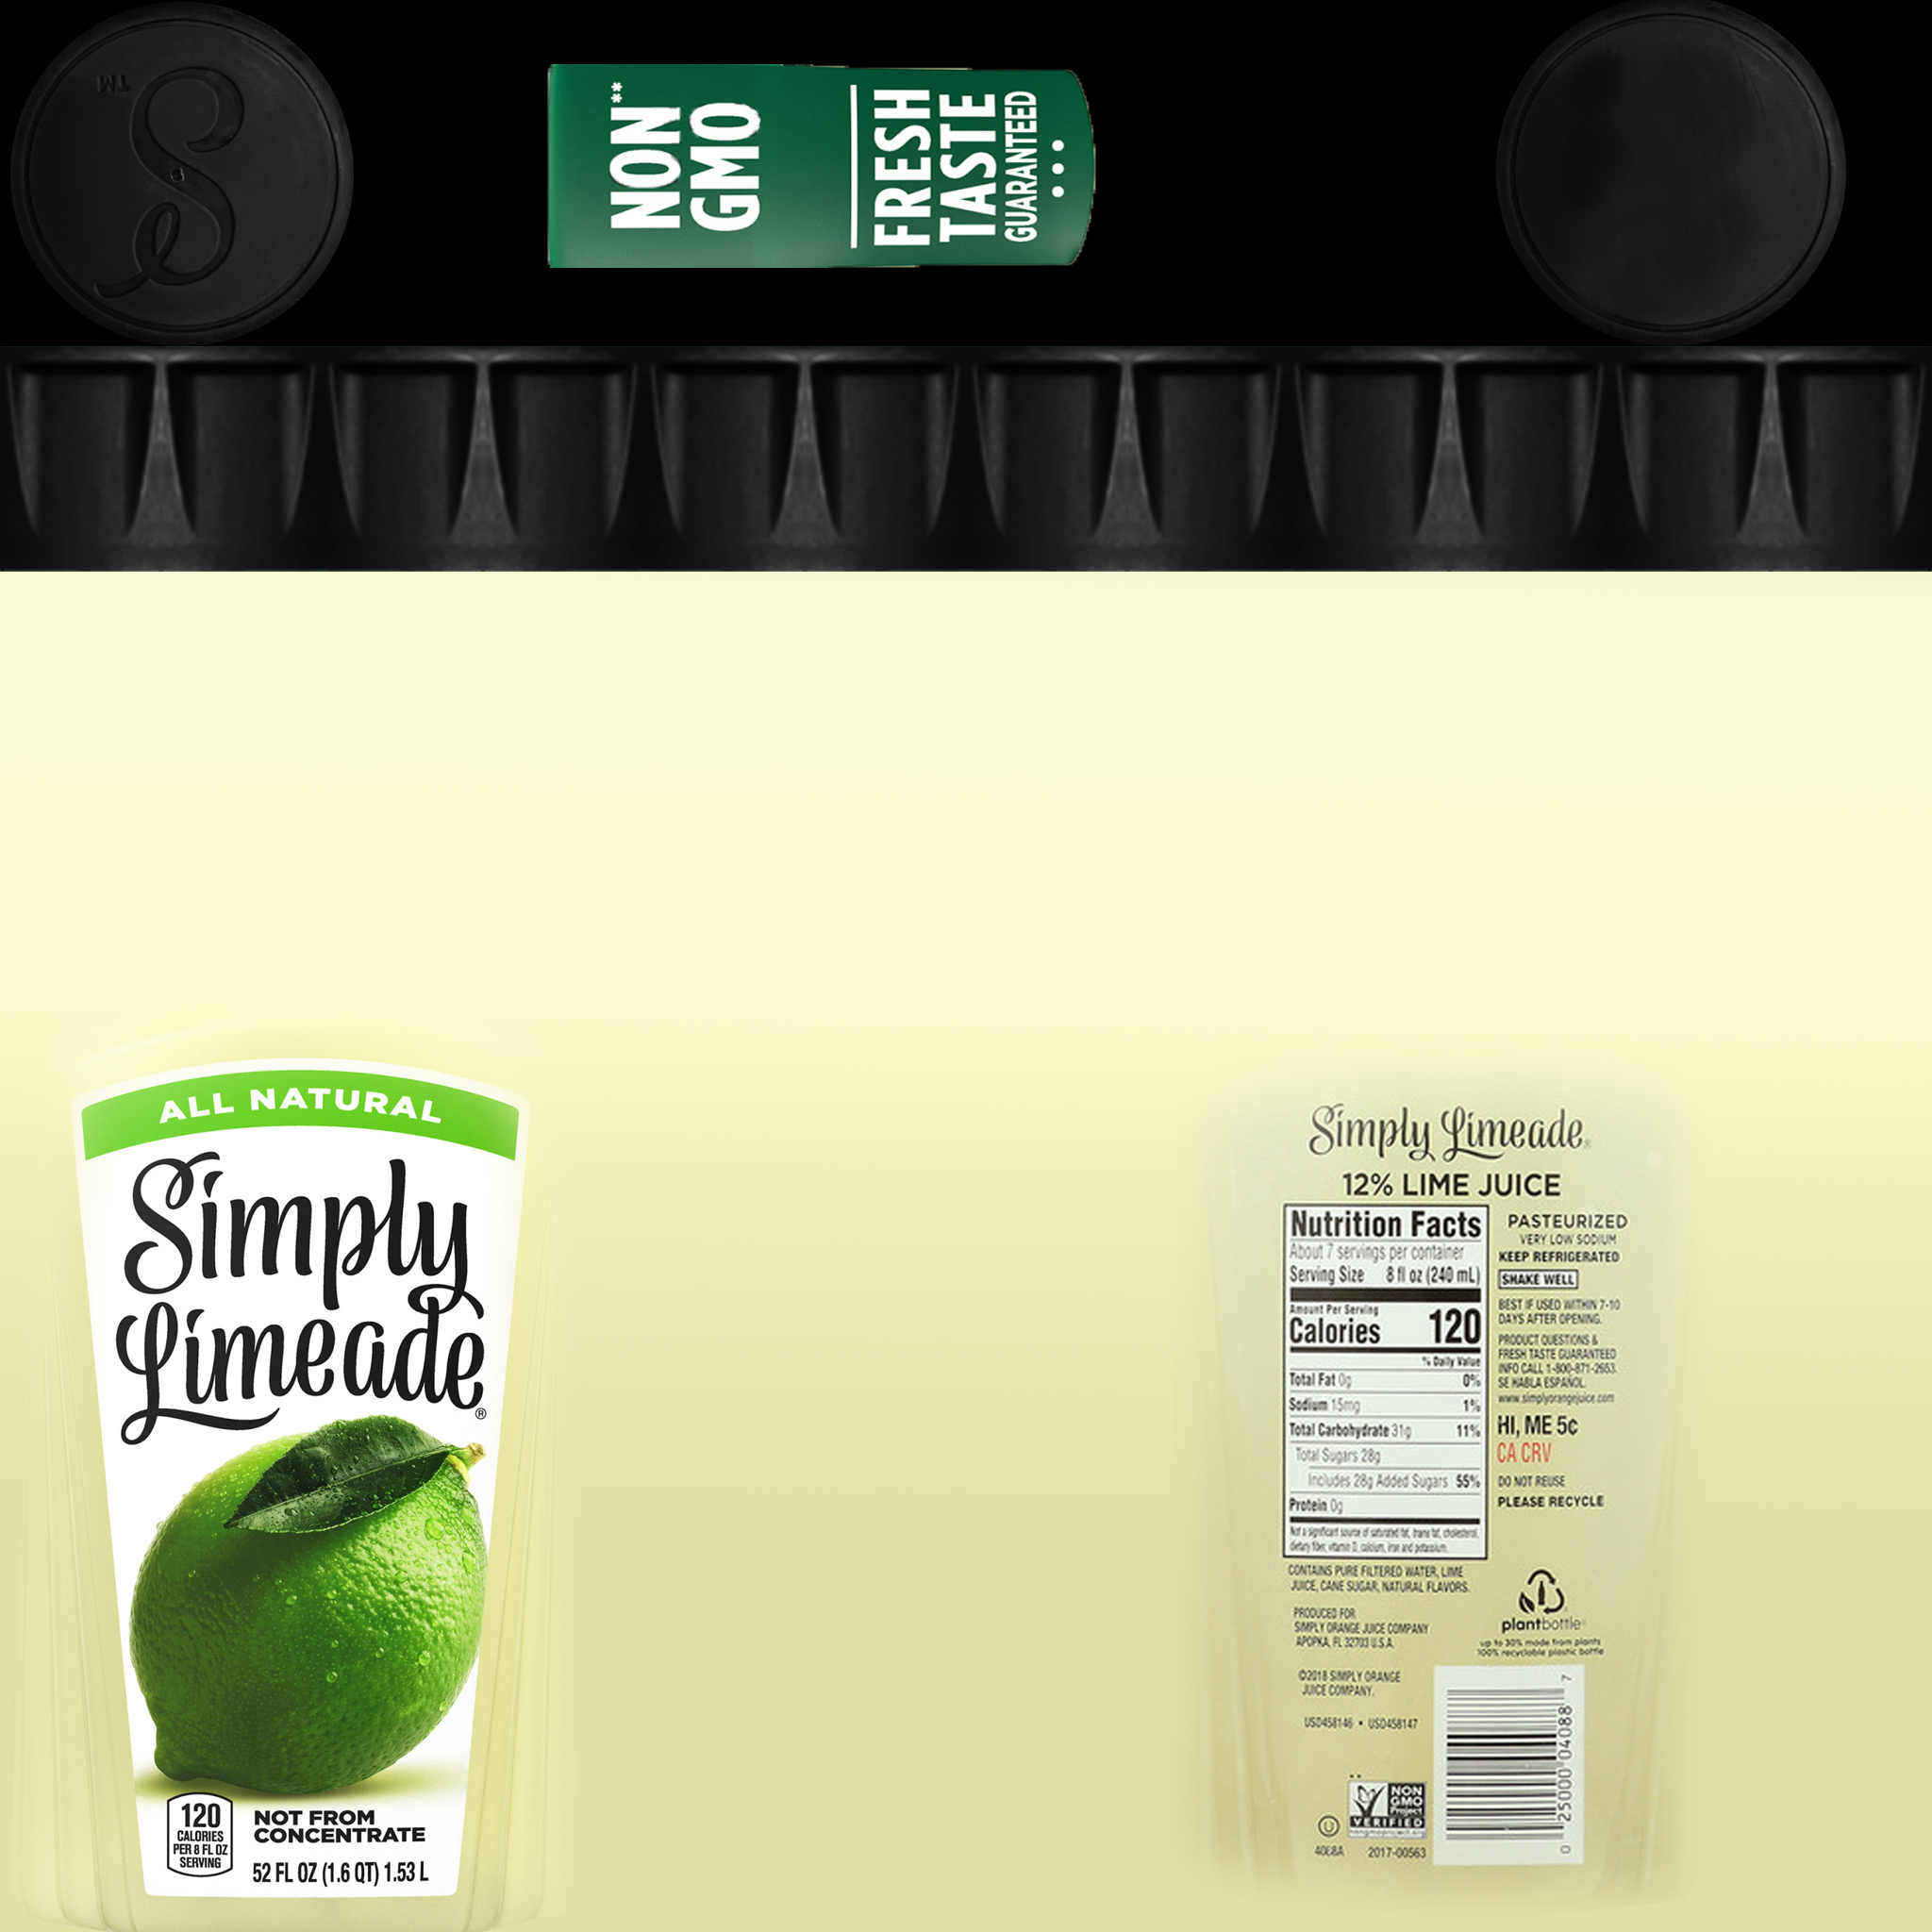 TM
NON**
GMO
FRESH
TASTE
GUARANTEED
ALL NATURAL
Simply
Limeade®
120
CALORIES
PER 8 FL OZ
SERVING
NOT FROM
CONCENTRATE
52 FL OZ (1.6 QT) 1.53 L
Simply Limeade®
12% LIME JUICE
Nutrition Facts
About 7 servings per container
Serving Size 8 fl oz (240 mL)
Amount Per Serving
Calories 120
% Daily Value
Total Fat 0g 0%
Sodium 15mg 1%
Total Carbohydrate 31g 11%
Total Sugars 28g
Includes 28g Added Sugars 55%
Protein 0g
Not a significant source of saturated fat, trans fat, cholesterol,
dietary fiber, vitamin D, calcium, iron and potassium.
PASTEURIZED
VERY LOW SODIUM
KEEP REFRIGERATED
SHAKE WELL
BEST IF USED WITHIN 7-10
DAYS AFTER OPENING.
PRODUCT QUESTIONS &
FRESH TASTE GUARANTEED
INFO CALL 1-800-871-2653.
SE HABLA ESPAÑOL.
www.simplyorangejuice.com
HI, ME 5¢
CA CRV
DO NOT REUSE
PLEASE RECYCLE
CONTAINS PURE FILTERED WATER, LIME
JUICE, CANE SUGAR, NATURAL FLAVORS.
PRODUCED FOR
SIMPLY ORANGE JUICE COMPANY
APOPKA, FL 32703 U.S.A.
©2018 SIMPLY ORANGE
JUICE COMPANY.
USD458146 • USD458147
plantbottle®
up to 30% made from plants
100% recyclable plastic bottle
NON
GMO
Project
VERIFIED
nongmoproject.org
U
4068A 2017-00563
0 25000 04088 7